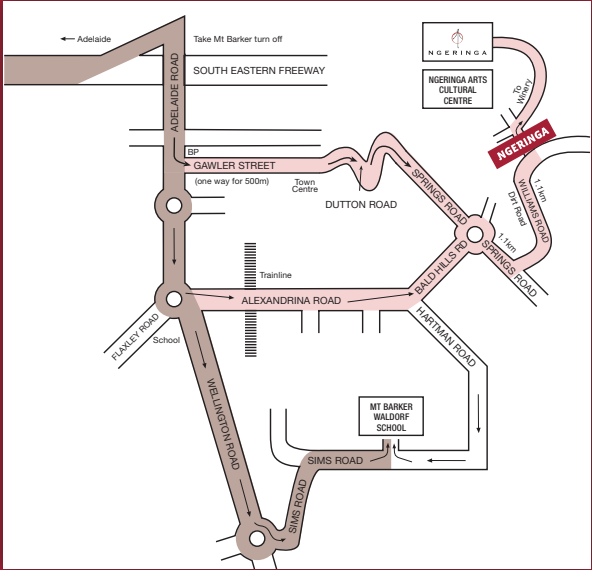 Adelaide
Take Mt Barker turn off
SOUTH EASTERN FREEWAY
ADELAIDE ROAD
NGERINGA
NGERINGA ARTS
CULTURAL
CENTRE
To
Winery
NGERINGA
BP
GAWLER STREET
(one way for 500m)
Town
Centre
DUTTON ROAD
SPRINGS ROAD
1.1km
WILLIAMS ROAD
Dirt Road
1.1km
SPRINGS ROAD
BALD HILLS RD
Trainline
ALEXANDRINA ROAD
FLAXLEY ROAD
School
HARTMAN ROAD
WELLINGTON ROAD
MT BARKER
WALDORF
SCHOOL
SIMS ROAD
SIMS ROAD